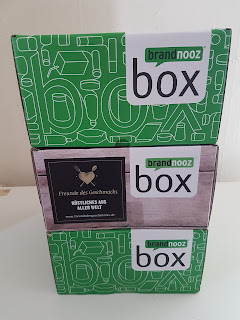 brandnooz
box
brandnooz
box
Freunde des Geschmacks
KÖSTLICHES AUS
ALLER WELT
brandnooz
box